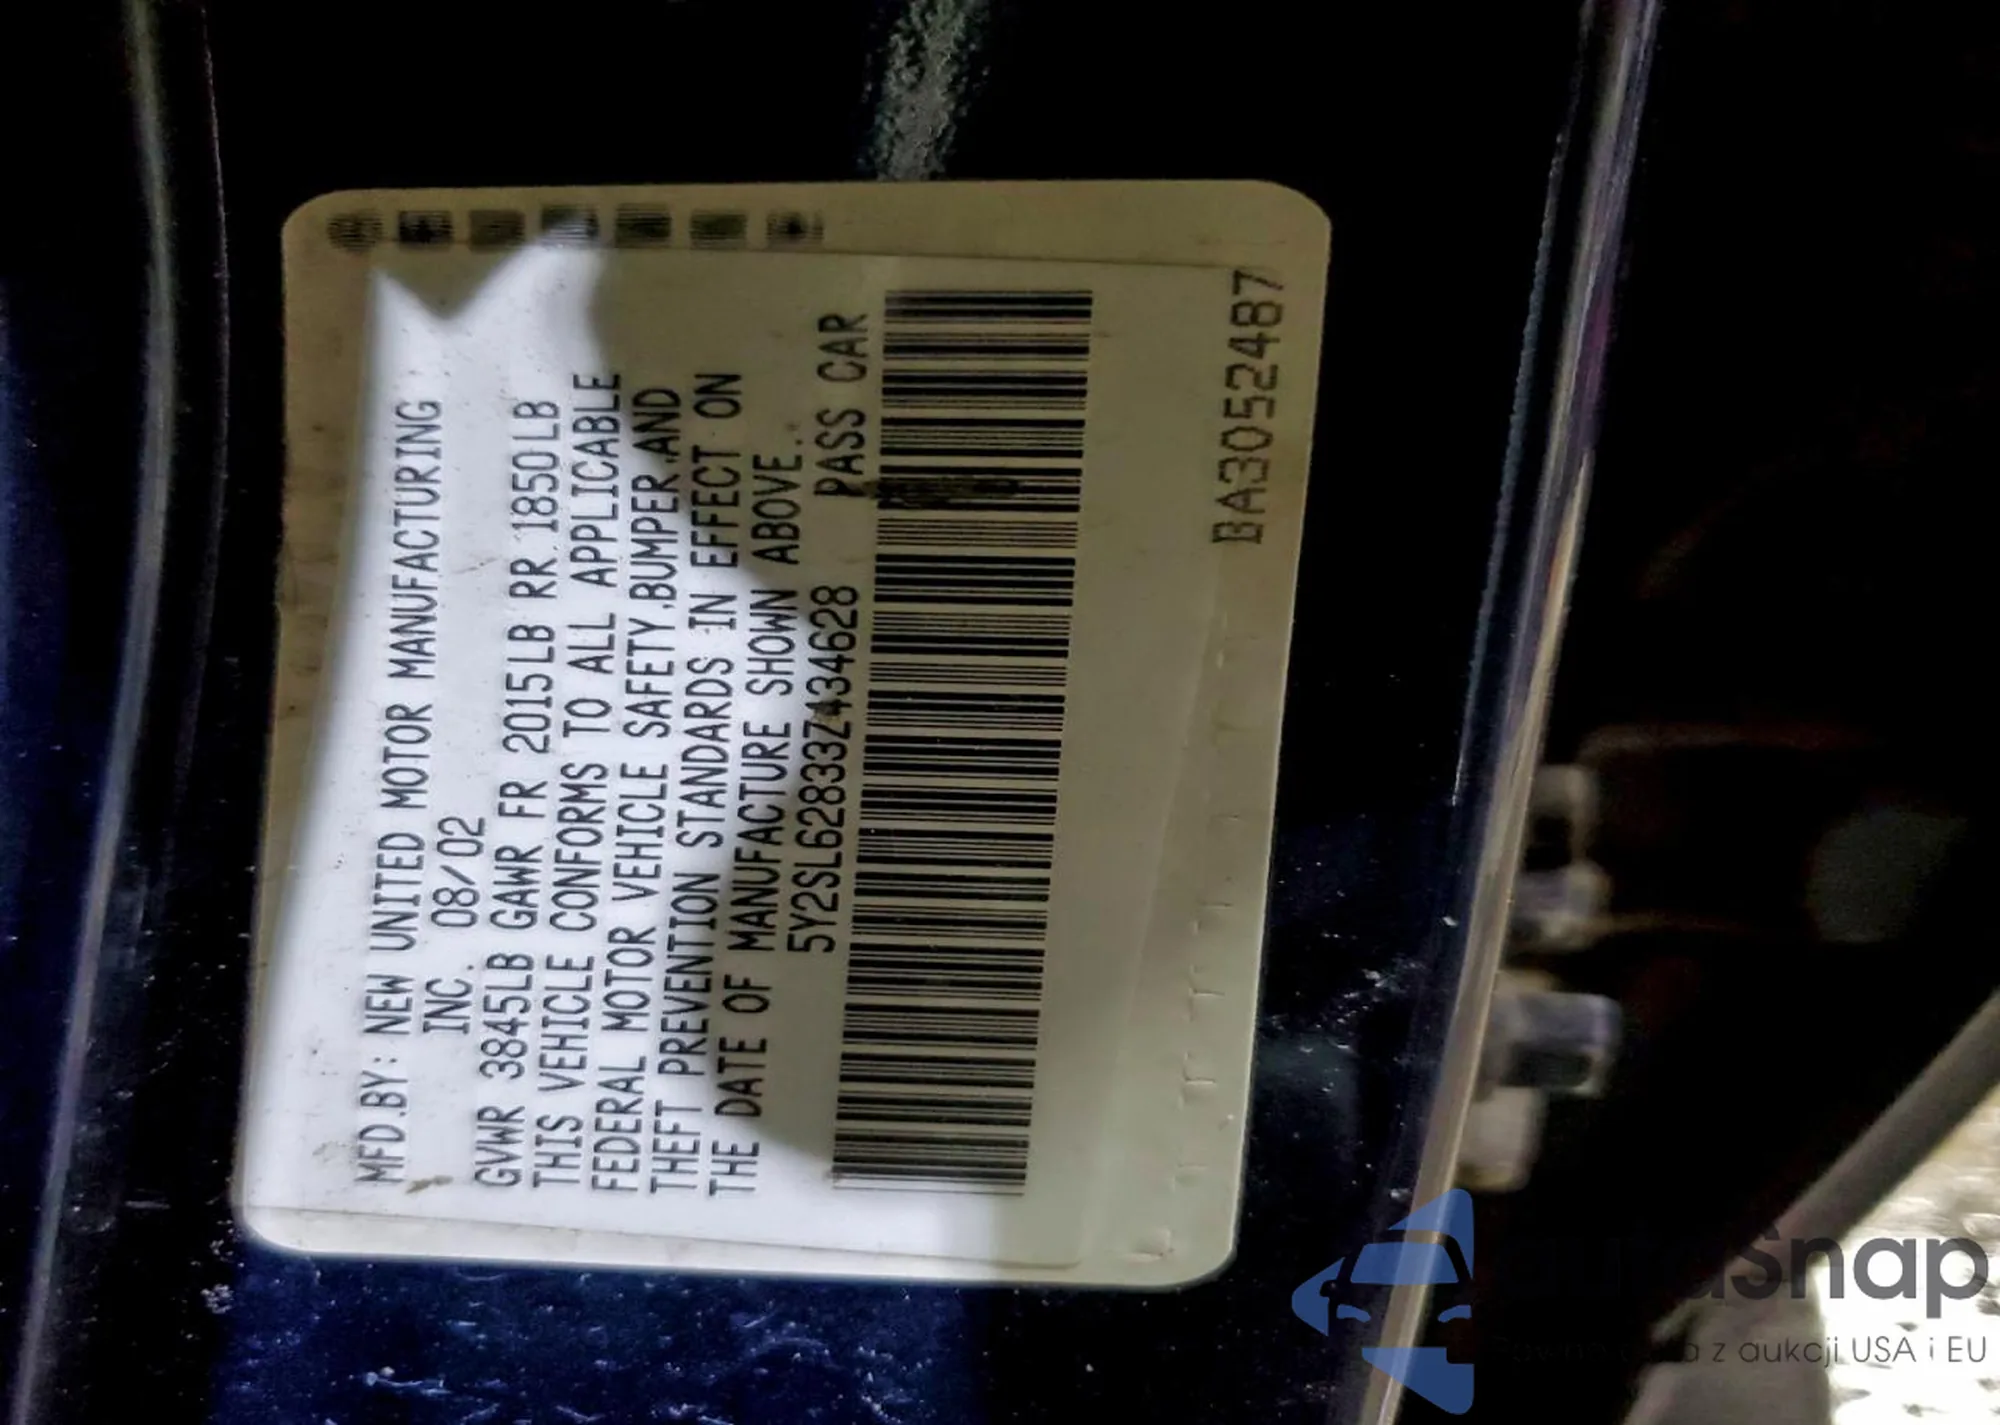 MFD.BY: NEW UNITED MOTOR MANUFACTURING
INC. 08/02
GVWR 3845LB GAWR FR 2015LB RR 1850LB
THIS VEHICLE CONFORMS TO ALL APPLICABLE
FEDERAL MOTOR VEHICLE SAFETY,BUMPER,AND
THEFT PREVENTION STANDARDS IN EFFECT ON
THE DATE OF MANUFACTURE SHOWN ABOVE.
5Y2SL62833Z434628 PASS CAR
BA3052487
z aukcji USA i EU